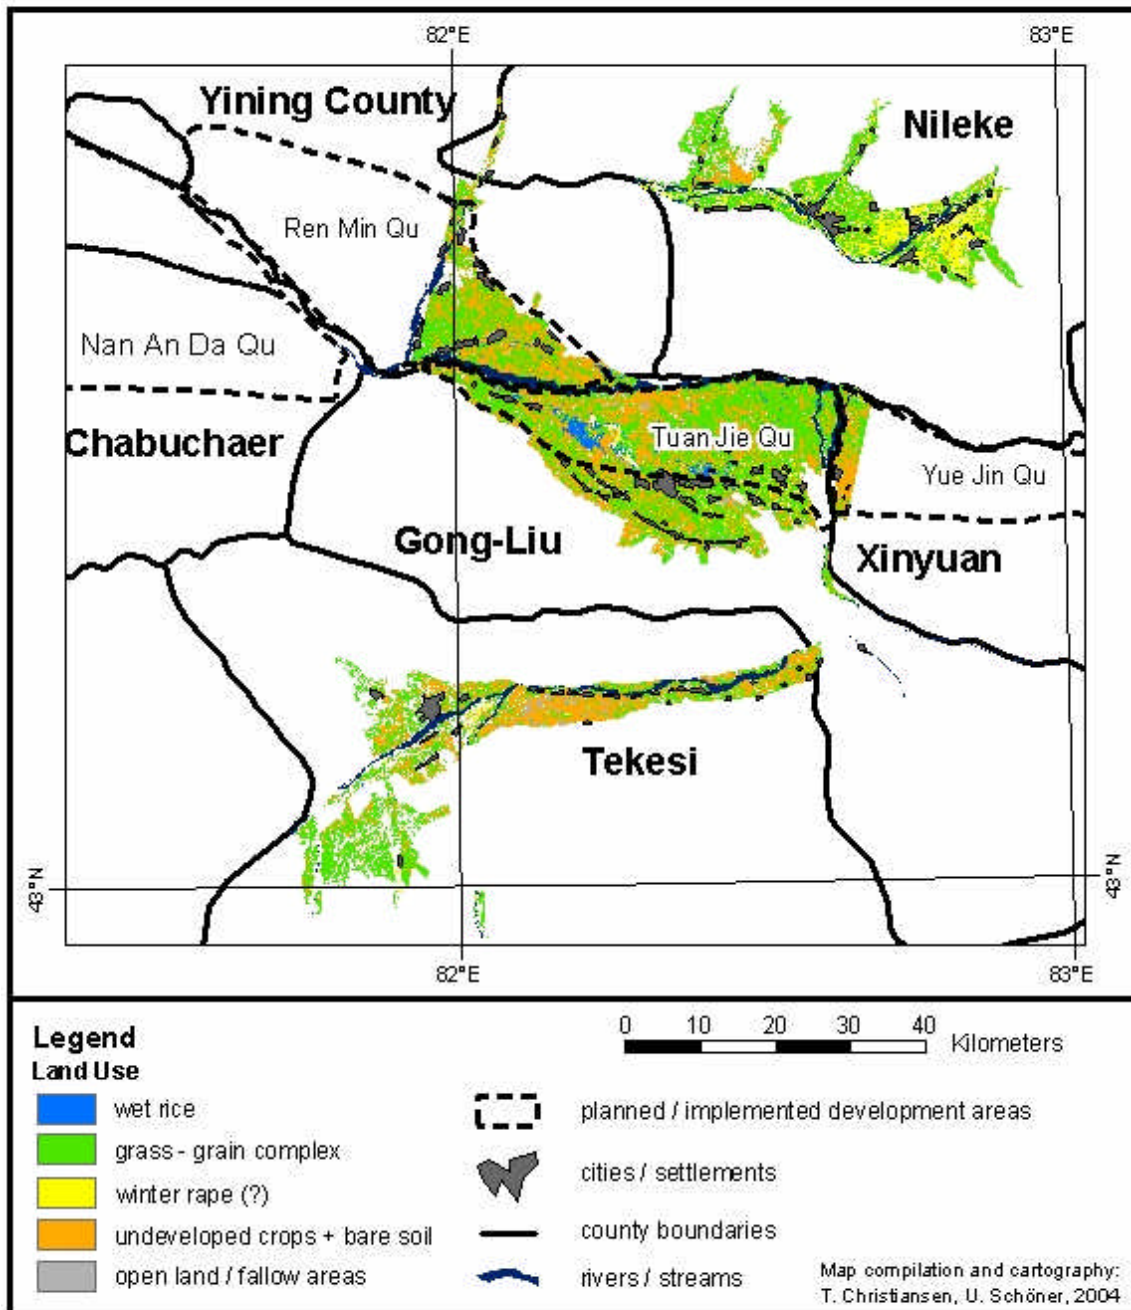 82°E
83°E
Yining County
Nileke
Ren Min Qu
Nan An Da Qu
Tuan Jie Qu
Chabuchaer
Yue Jin Qu
Gong-Liu
Xinyuan
Tekesi
43°N
43°N
82°E
83°E
Legend
Land Use
wet rice
grass - grain complex
winter rape (?)
undeveloped crops + bare soil
open land / fallow areas
0 10 20 30 40
Kilometers
planned / implemented development areas
cities / settlements
county boundaries
rivers / streams
Map compilation and cartography:
T. Christiansen, U. Schöner, 2004